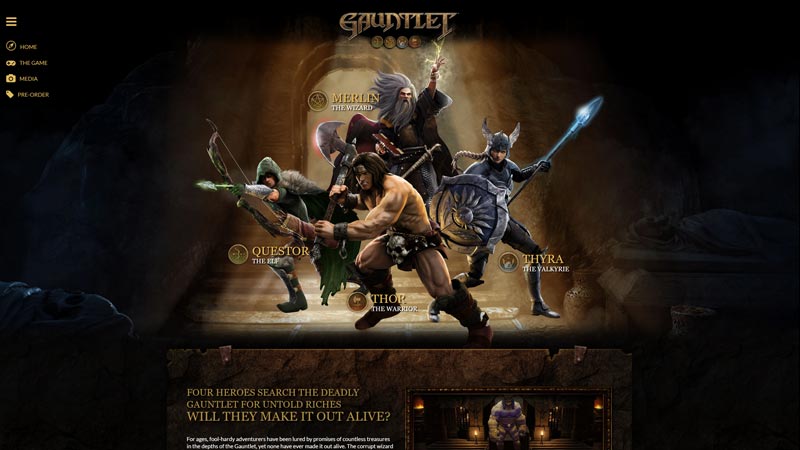 GAUNTLET
HOME
THE GAME
MEDIA
PRE-ORDER
MERLIN
THE WIZARD
QUESTOR
THE ELF
THYRA
THE VALKYRIE
THOR
THE WARRIOR
FOUR HEROES SEARCH THE DEADLY
GAUNTLET FOR UNTOLD RICHES
WILL THEY MAKE IT OUT ALIVE?
For ages, fool-hardy adventurers have been lured by promises of countless treasures
in the depths of the Gauntlet, yet none have ever made it out alive. The corrupt wizard